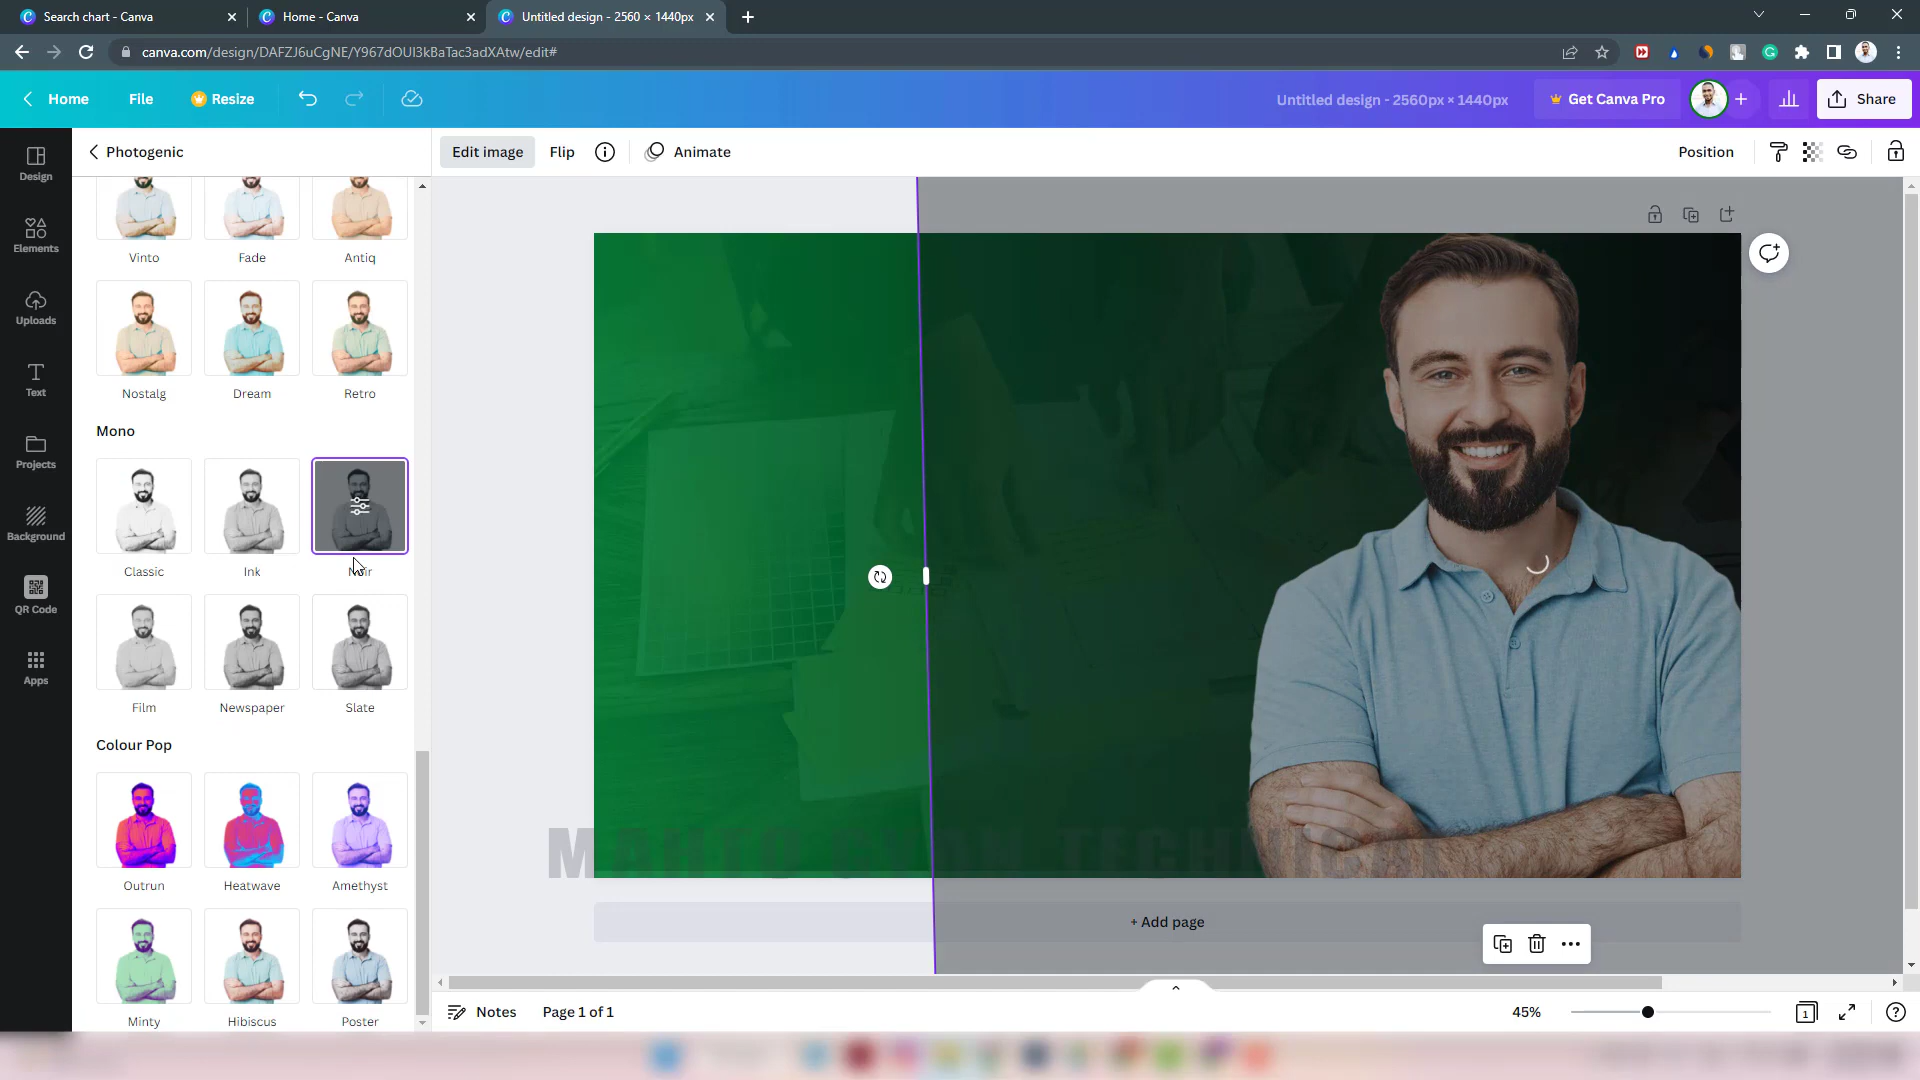 Search chart - Canva
Home - Canva
Untitled design - 2560 × 1440px
canva.com/design/DAFZJ6uCgNE/Y967dOUI3kBaTac3adXAtw/edit#
Home
File
Resize
Untitled design - 2560px × 1440px
Get Canva Pro
Share
Design
Elements
Uploads
Text
Projects
Background
QR Code
Apps
Photogenic
Edit image
Flip
Animate
Position
Vinto
Fade
Antiq
Nostalg
Dream
Retro
Mono
Classic
Ink
Noir
Film
Newspaper
Slate
Colour Pop
Outrun
Heatwave
Amethyst
Minty
Hibiscus
Poster
TECHNICAL
+ Add page
Notes
Page 1 of 1
45%
1